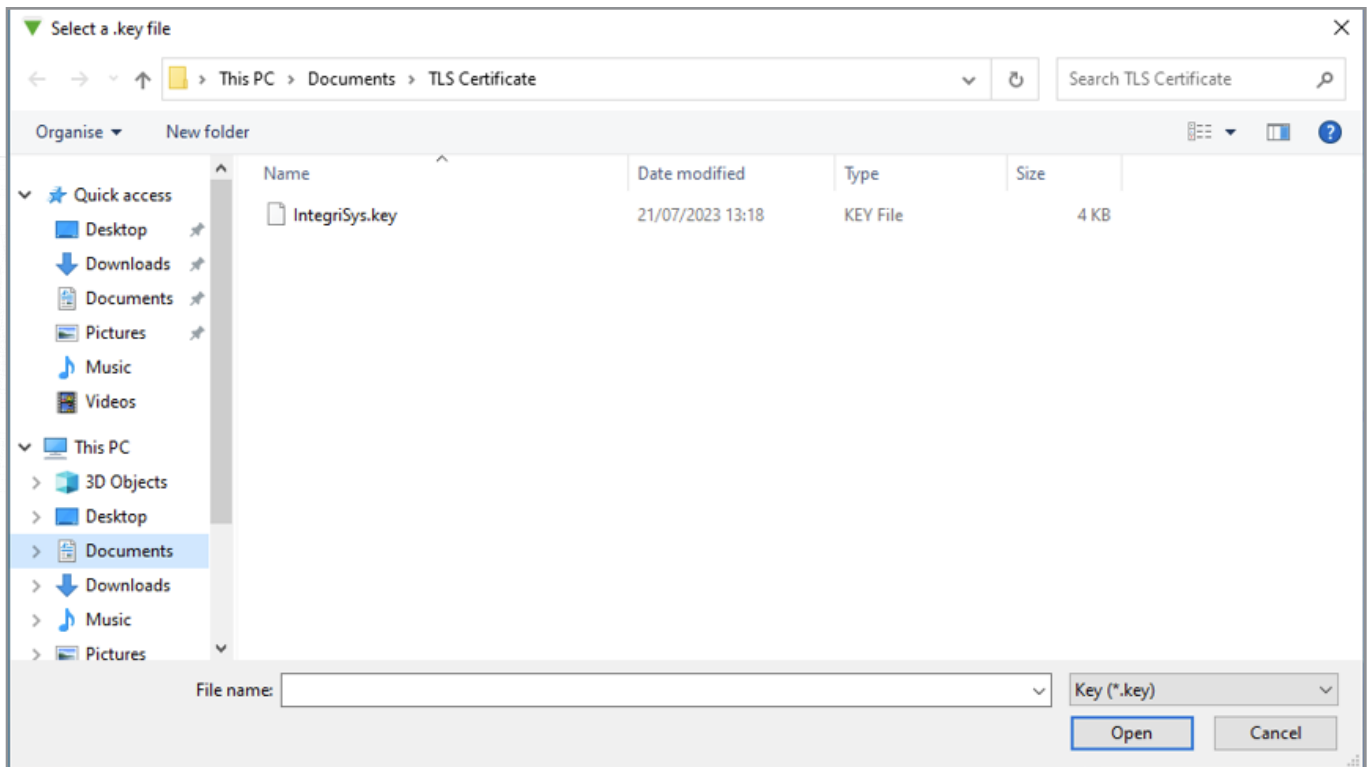 Select a .key file
This PC > Documents > TLS Certificate
Search TLS Certificate
Organise
New folder
Name
Date modified
Type
Size
Quick access
Desktop
Downloads
Documents
Pictures
Music
Videos
This PC
3D Objects
Desktop
Documents
Downloads
Music
Pictures
IntegriSys.key
21/07/2023 13:18
KEY File
4 KB
File name:
Key (*.key)
Open
Cancel